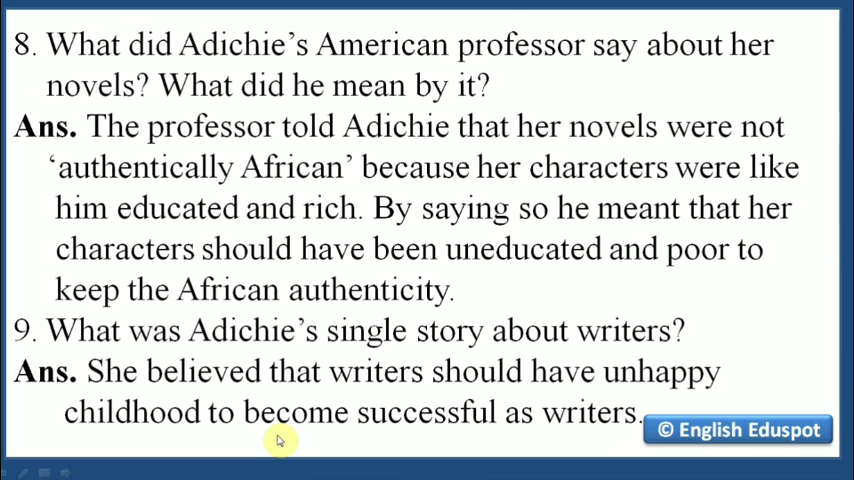 8. What did Adichie’s American professor say about her
novels? What did he mean by it?
Ans. The professor told Adichie that her novels were not
‘authentically African’ because her characters were like
him educated and rich. By saying so he meant that her
characters should have been uneducated and poor to
keep the African authenticity.
9. What was Adichie’s single story about writers?
Ans. She believed that writers should have unhappy
childhood to become successful as writers.
© English Eduspot